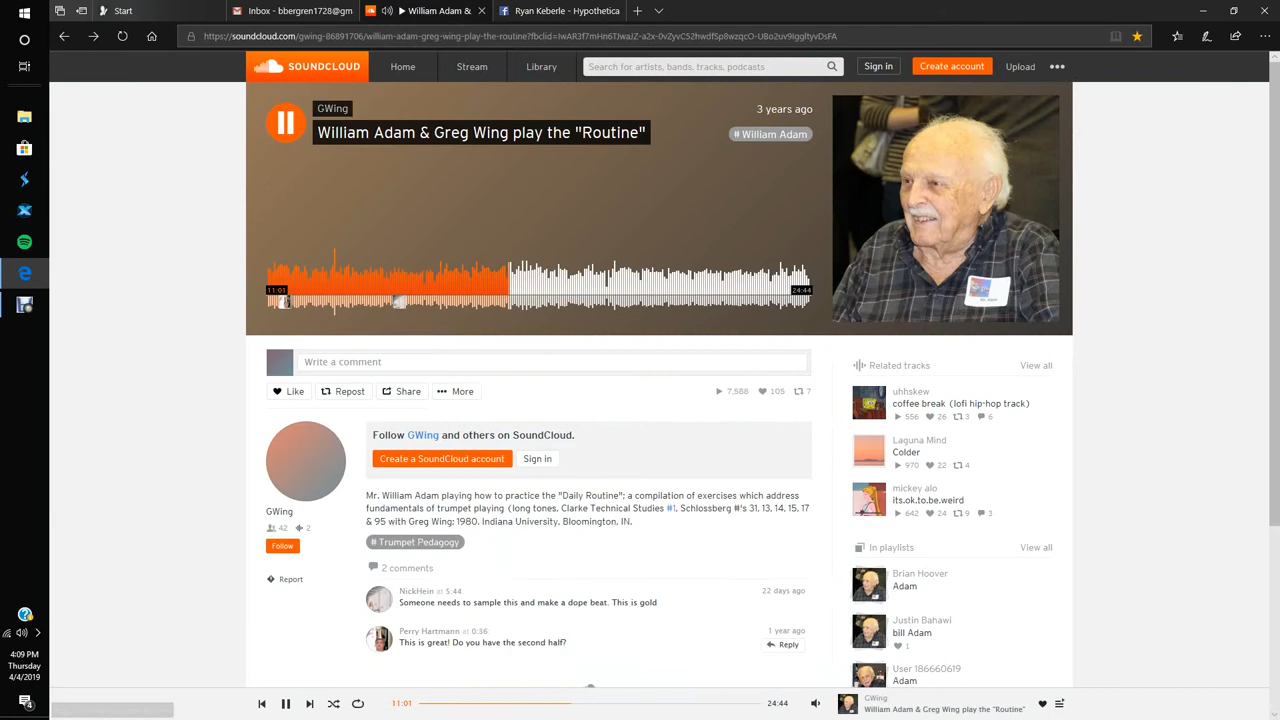 Start
Inbox - bbergren1728@gm
William Adam &
Ryan Keberle - Hypothetica
https://soundcloud.com/gwing-86891706/william-adam-greg-wing-play-the-routine?fbclid=IwAR3f7mHn6TJwaJZ-a2x-0vZyvC52hwdfSp8wzqcO-UBo2uv9IggltyvDsFA
SOUNDCLOUD
Home
Stream
Library
Search for artists, bands, tracks, podcasts
Sign in
Create account
Upload
GWing
William Adam & Greg Wing play the "Routine"
3 years ago
# William Adam
11:01
24:44
Write a comment
Like
Repost
Share
More
7,588
105
7
GWing
42
2
Follow
Report
Follow GWing and others on SoundCloud.
Create a SoundCloud account
Sign in
Mr. William Adam playing how to practice the "Daily Routine"; a compilation of exercises which address
fundamentals of trumpet playing (long tones, Clarke Technical Studies #1, Schlossberg #'s 31, 13, 14, 15, 17
& 95 with Greg Wing; 1980. Indiana University, Bloomington, IN.
# Trumpet Pedagogy
2 comments
NickHein at 5:44
22 days ago
Someone needs to sample this and make a dope beat. This is gold
Perry Hartmann at 0:36
1 year ago
This is great! Do you have the second half?
Reply
Related tracks
View all
uhhskew
coffee break (lofi hip-hop track)
556
26
3
6
Laguna Mind
Colder
970
22
4
mickey alo
its.ok.to.be.weird
642
24
9
3
In playlists
View all
Brian Hoover
Adam
Justin Bahawi
bill Adam
1
User 186660619
Adam
4:09 PM
Thursday
4/4/2019
4
11:01
24:44
GWing
William Adam & Greg Wing play the "Routine"